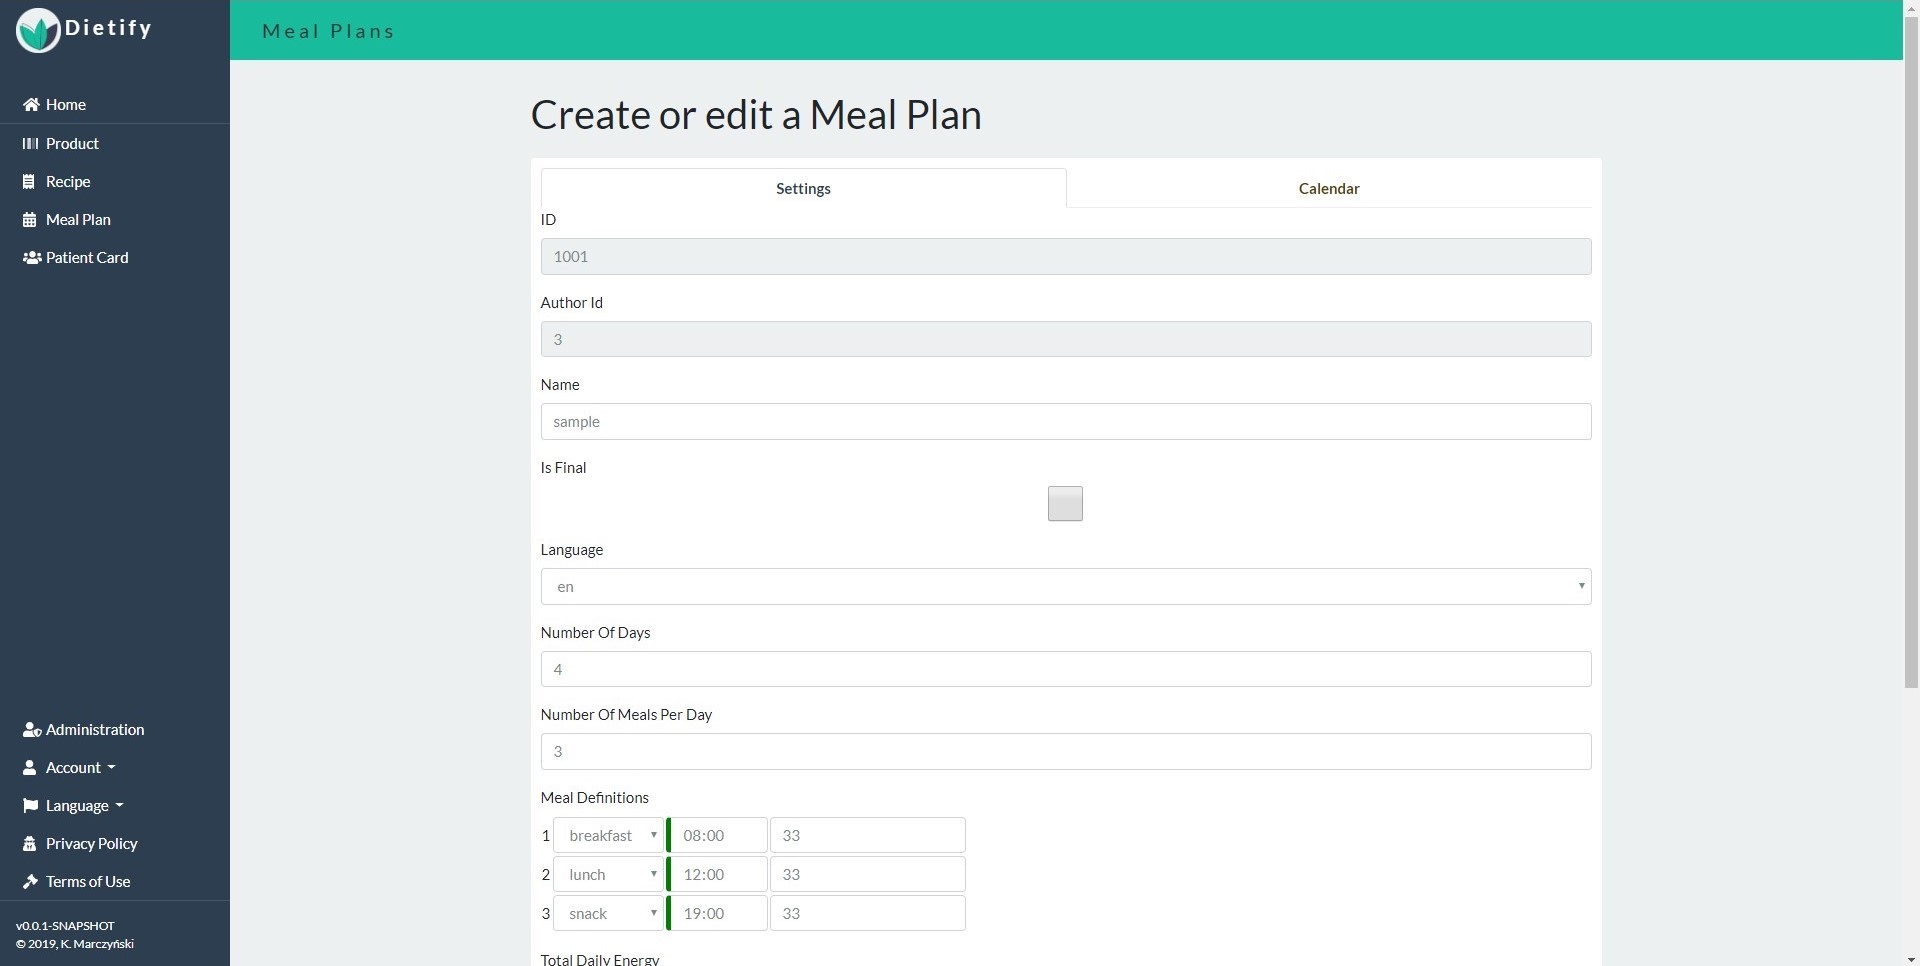 Dietify
Home
Product
Recipe
Meal Plan
Patient Card
Administration
Account
Language
Privacy Policy
Terms of Use
v0.0.1-SNAPSHOT
© 2019, K. Marczyński
Meal Plans
Create or edit a Meal Plan
Settings Calendar
ID
1001
Author Id
3
Name
sample
Is Final
Language
en
Number Of Days
4
Number Of Meals Per Day
3
Meal Definitions
1 breakfast 08:00 33
2 lunch 12:00 33
3 snack 19:00 33
Total Daily Energy